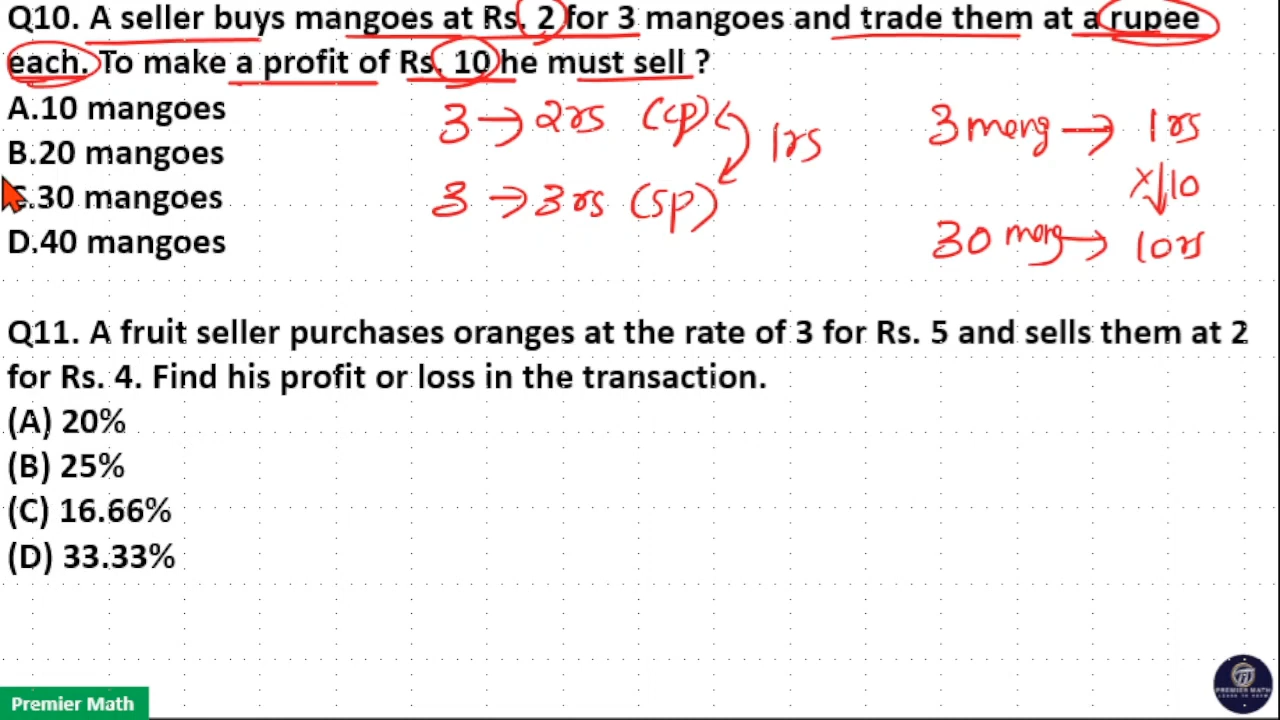 Q10. A seller buys mangoes at Rs. 2 for 3 mangoes and trade them at a rupee
each. To make a profit of Rs. 10 he must sell ?
A.10 mangoes
B.20 mangoes
C.30 mangoes
D.40 mangoes
3 → 2rs (cp)
1rs
3 → 3rs (sp)
3 mang → 1rs
×10
30 mang → 10rs
Q11. A fruit seller purchases oranges at the rate of 3 for Rs. 5 and sells them at 2
for Rs. 4. Find his profit or loss in the transaction.
(A) 20%
(B) 25%
(C) 16.66%
(D) 33.33%
Premier Math
PREMIER MATH